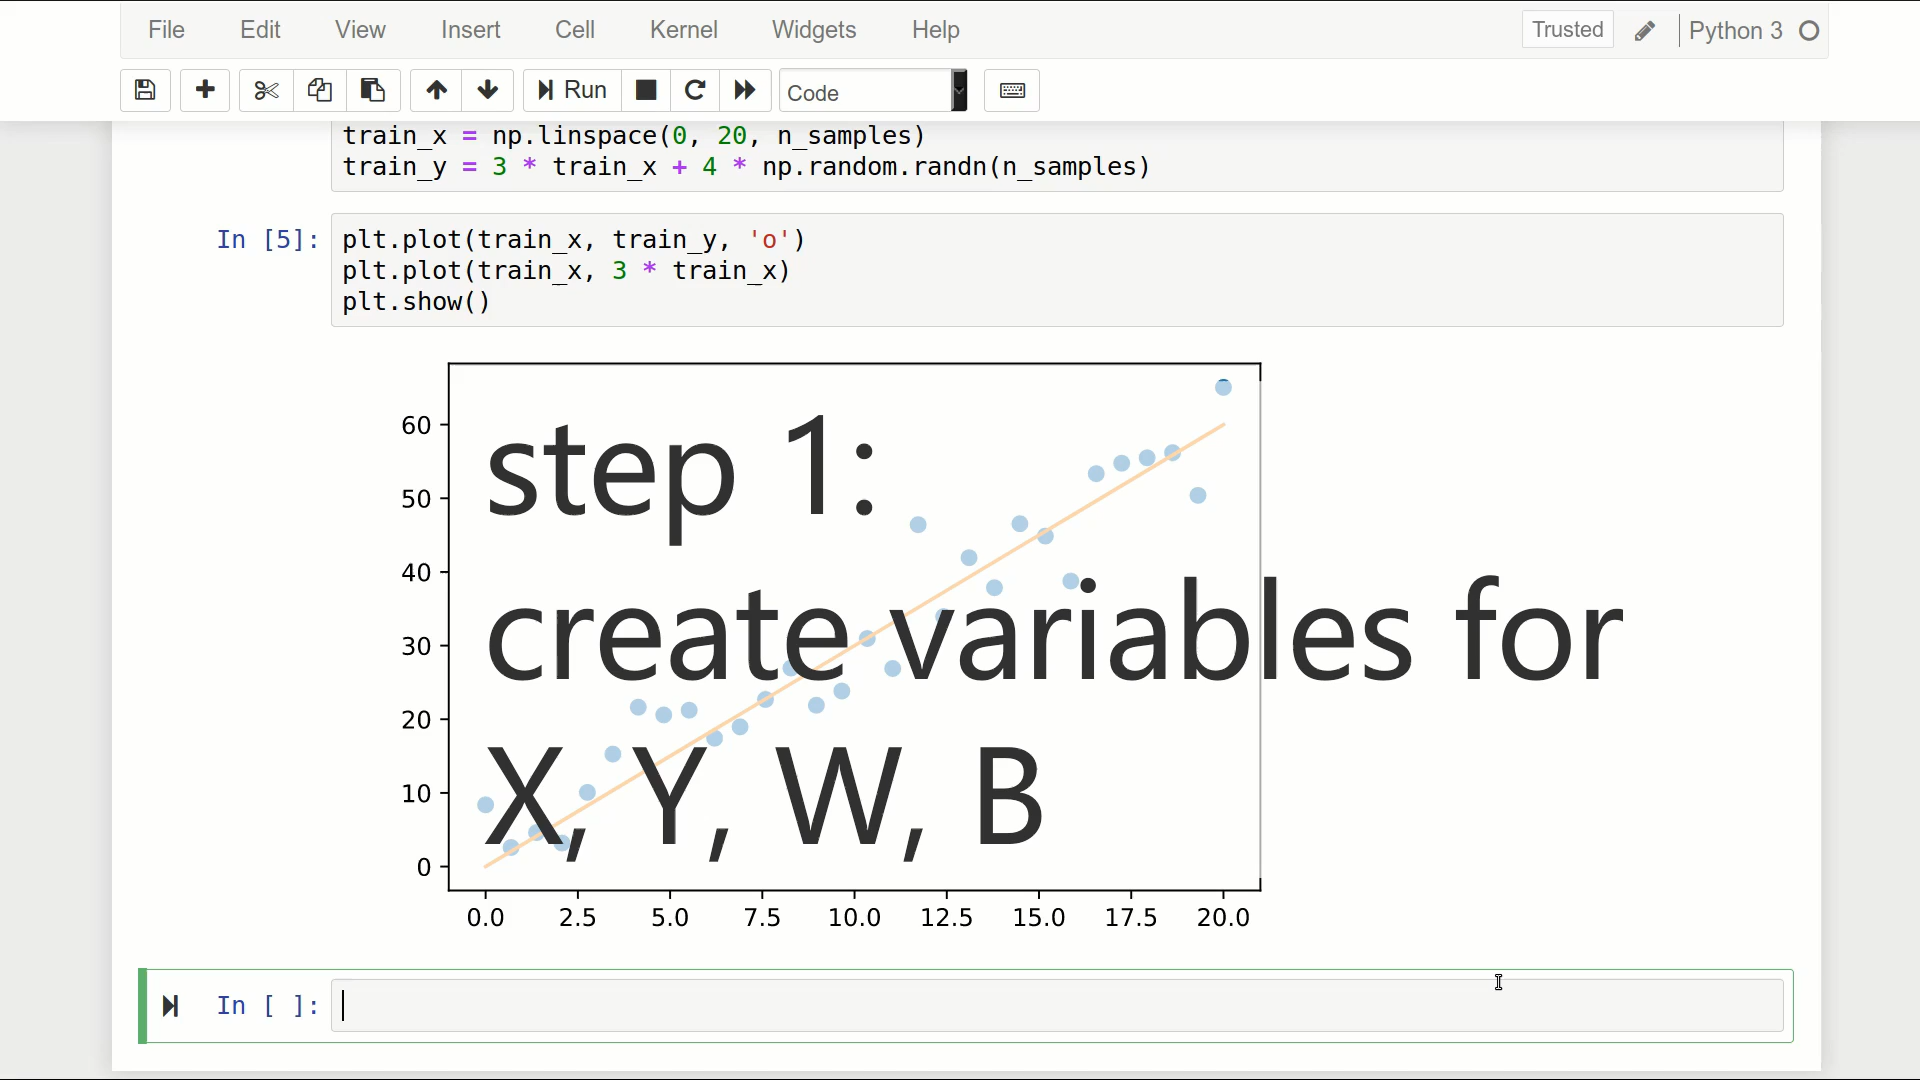 File Edit View Insert Cell Kernel Widgets Help Trusted Python 3
Run Code
train_x = np.linspace(0, 20, n_samples)
train_y = 3 * train_x + 4 * np.random.randn(n_samples)
In [5]: plt.plot(train_x, train_y, 'o')
plt.plot(train_x, 3 * train_x)
plt.show()
step 1:
create variables for
X, Y, W, B
60
50
40
30
20
10
0
0.0 2.5 5.0 7.5 10.0 12.5 15.0 17.5 20.0
In [ ]: